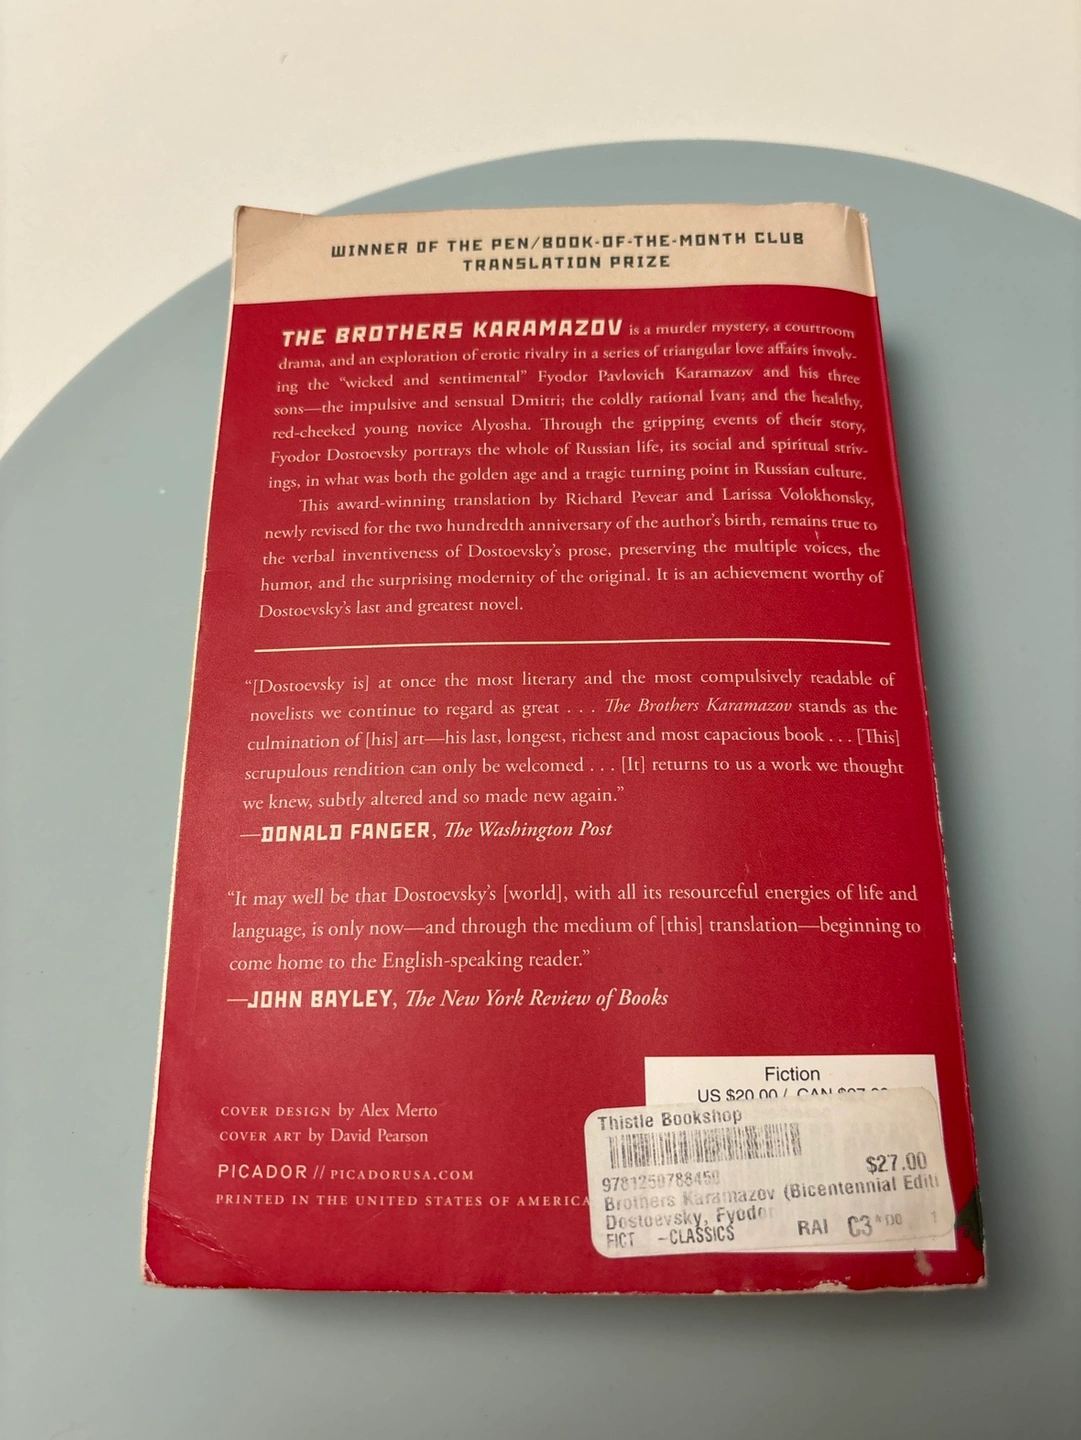 WINNER OF THE PEN/BOOK-OF-THE-MONTH CLUB
TRANSLATION PRIZE
THE BROTHERS KARAMAZOV is a murder mystery, a courtroom
drama, and an exploration of erotic rivalry in a series of triangular love affairs involv-
ing the “wicked and sentimental” Fyodor Pavlovich Karamazov and his three
sons—the impulsive and sensual Dmitri; the coldly rational Ivan; and the healthy,
red-cheeked young novice Alyosha. Through the gripping events of their story,
Fyodor Dostoevsky portrays the whole of Russian life, its social and spiritual striv-
ings, in what was both the golden age and a tragic turning point in Russian culture.
This award-winning translation by Richard Pevear and Larissa Volokhonsky,
newly revised for the two hundredth anniversary of the author’s birth, remains true to
the verbal inventiveness of Dostoevsky’s prose, preserving the multiple voices, the
humor, and the surprising modernity of the original. It is an achievement worthy of
Dostoevsky’s last and greatest novel.
“[Dostoevsky is] at once the most literary and the most compulsively readable of
novelists we continue to regard as great . . . The Brothers Karamazov stands as the
culmination of [his] art—his last, longest, richest and most capacious book . . . [This]
scrupulous rendition can only be welcomed . . . [It] returns to us a work we thought
we knew, subtly altered and so made new again.”
—DONALD FANGER, The Washington Post
“It may well be that Dostoevsky’s [world], with all its resourceful energies of life and
language, is only now—and through the medium of [this] translation—beginning to
come home to the English-speaking reader.”
—JOHN BAYLEY, The New York Review of Books
COVER DESIGN by Alex Merto
COVER ART by David Pearson
PICADOR // PICADORUSA.COM
PRINTED IN THE UNITED STATES OF AMERICA
Fiction
US $20.00 / CAN
Thistle Bookshop
$27.00
9781250788450
Brothers Karamazov (Bicentennial Editi
Dostoevsky, Fyodor
FICT -CLASSICS RAI C3